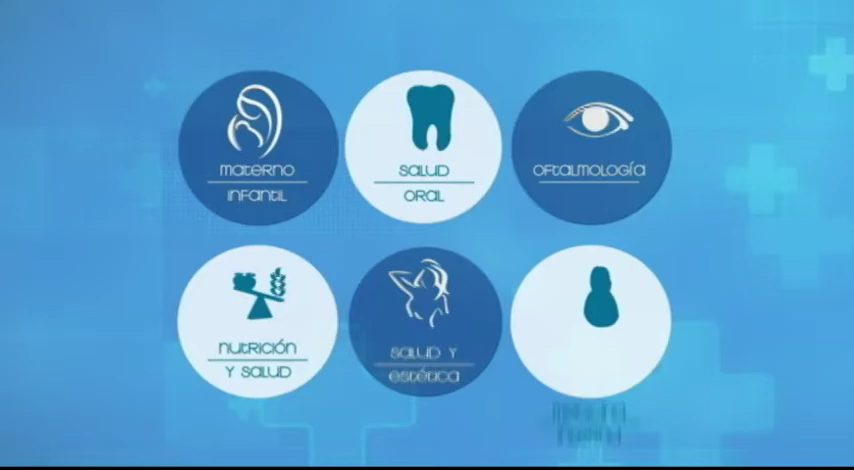 MATERNO
INFANTIL
SALUD
ORAL
OFTALMOLOGÍA
NUTRICIÓN
Y SALUD
SALUD Y
ESTÉTICA